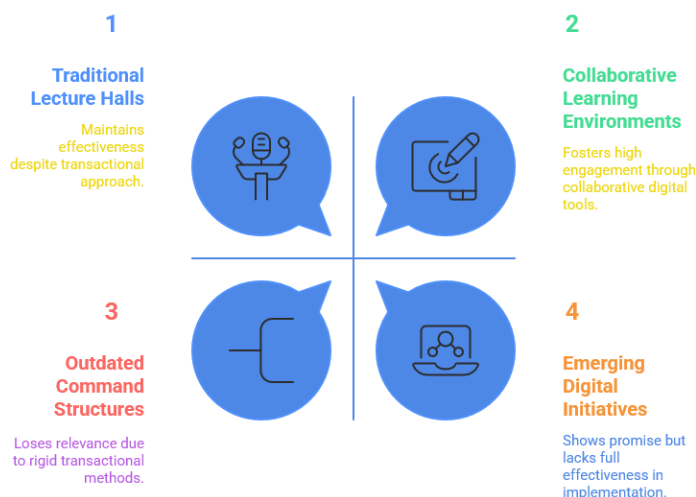 1
Traditional
Lecture Halls
Maintains
effectiveness
despite transactional
approach.
2
Collaborative
Learning
Environments
Fosters high
engagement through
collaborative digital
tools.
3
Outdated
Command
Structures
Loses relevance due
to rigid transactional
methods.
4
Emerging
Digital
Initiatives
Shows promise but
lacks full
effectiveness in
implementation.